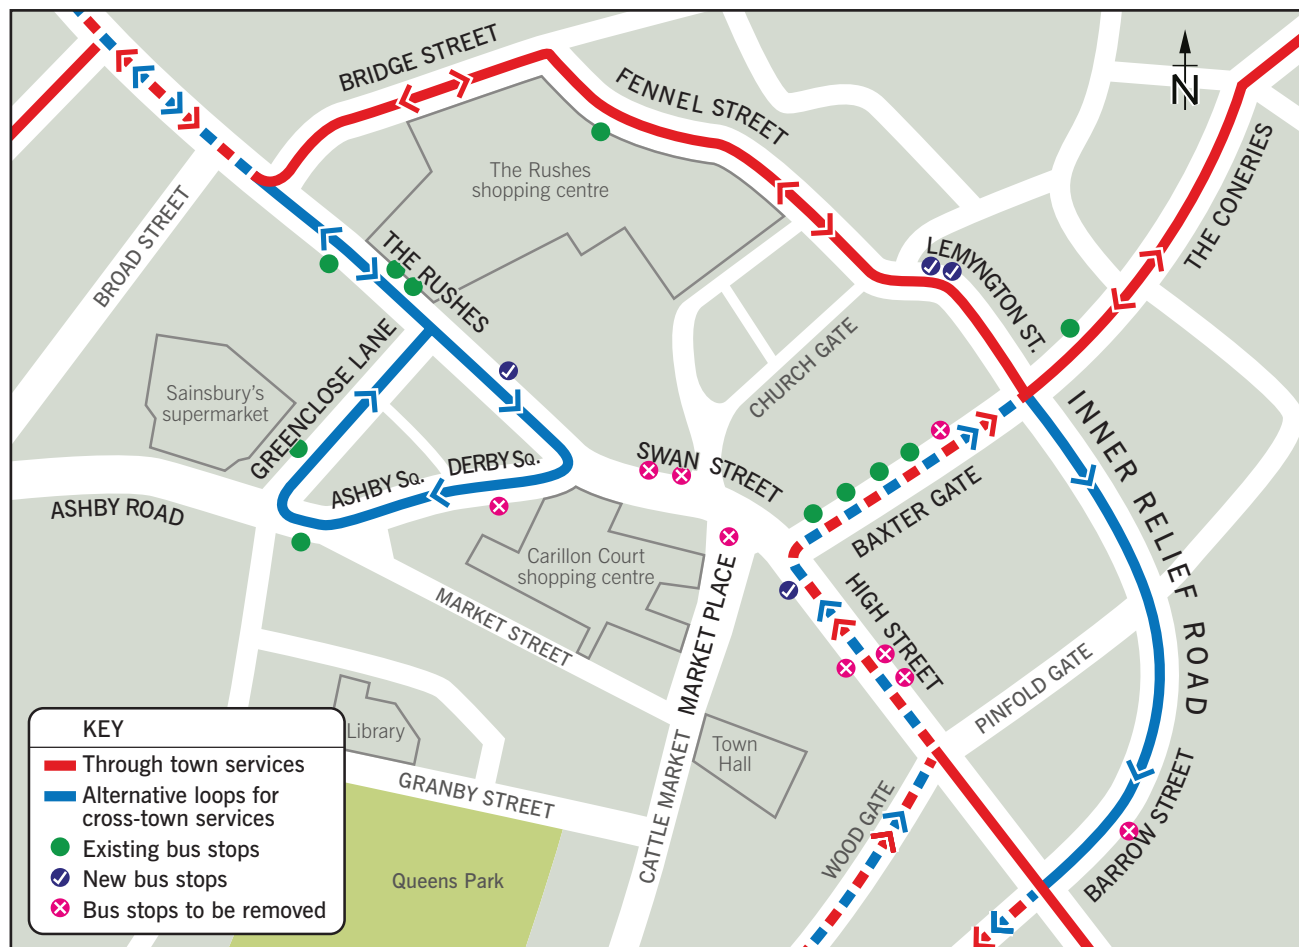 BRIDGE STREET
FENNEL STREET
N
THE CONERIES
The Rushes
shopping centre
BROAD STREET
THE RUSHES
LEMYNGTON ST.
GREENCLOSE LANE
CHURCH GATE
Sainsbury's
supermarket
INNER RELIEF ROAD
SWAN STREET
DERBY SQ.
ASHBY SQ.
ASHBY ROAD
BAXTER GATE
Carillon Court
shopping centre
HIGH STREET
MARKET PLACE
MARKET STREET
PINFOLD GATE
Library
Town
Hall
GRANBY STREET
CATTLE MARKET
WOOD GATE
BARROW STREET
Queens Park
KEY
Through town services
Alternative loops for
cross-town services
Existing bus stops
New bus stops
Bus stops to be removed